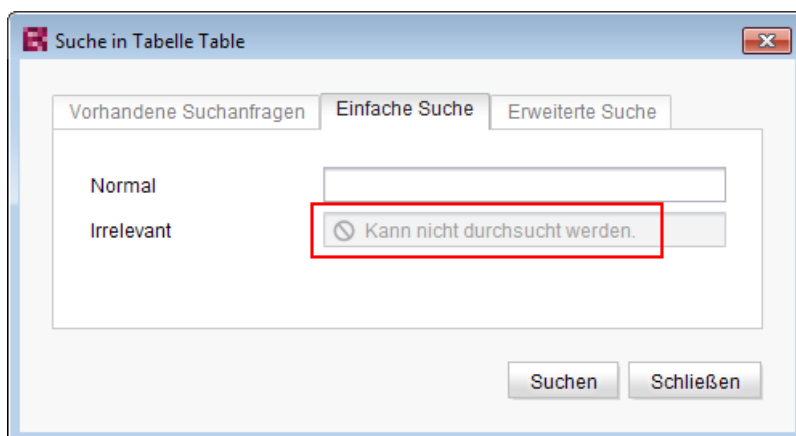 Suche in Tabelle Table
Vorhandene Suchanfragen Einfache Suche Erweiterte Suche
Normal
Irrelevant Kann nicht durchsucht werden.
Suchen Schließen